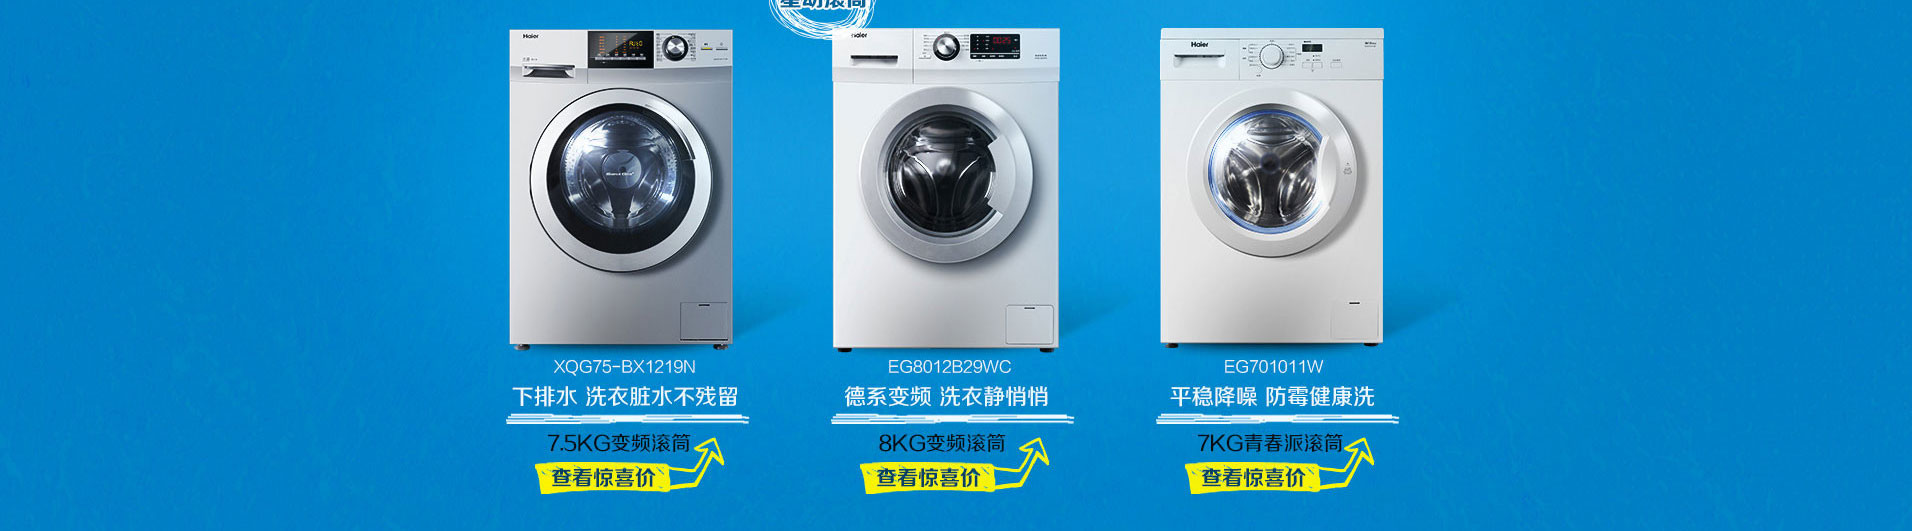 Haier
Haier
Haier
XQG75-BX1219N
EG8012B29WC
EG701011W
下排水 洗衣脏水不残留
德系变频 洗衣静悄悄
平稳降噪 防霉健康洗
7.5KG变频滚筒
8KG变频滚筒
7KG青春派滚筒
查看惊喜价
查看惊喜价
查看惊喜价